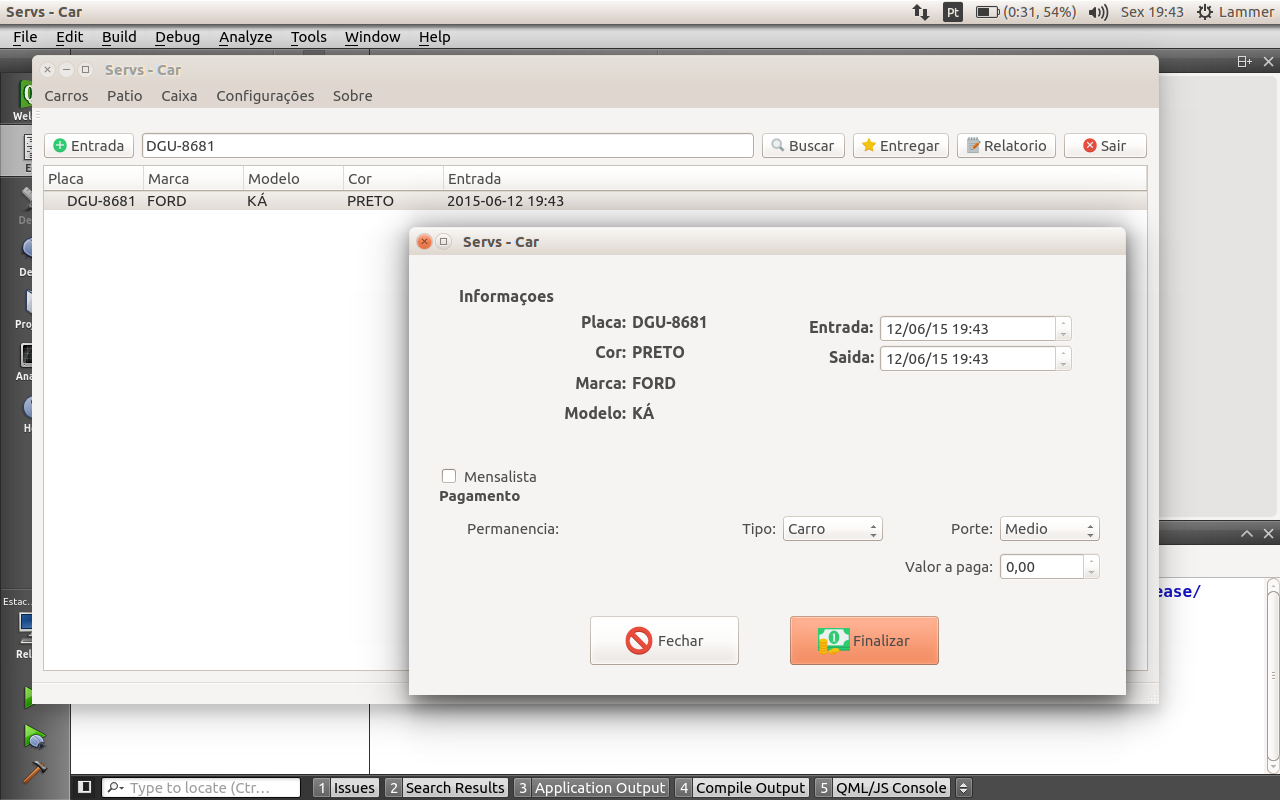 Servs - Car Pt (0:31, 54%) Sex 19:43 Lammer
File Edit Build Debug Analyze Tools Window Help
Servs - Car
Carros Patio Caixa Configurações Sobre
Entrada DGU-8681 Buscar Entregar Relatorio Sair
Placa Marca Modelo Cor Entrada
DGU-8681 FORD KÁ PRETO 2015-06-12 19:43
Servs - Car
Informaçoes
Placa: DGU-8681
Entrada: 12/06/15 19:43
Cor: PRETO
Saida: 12/06/15 19:43
Marca: FORD
Modelo: KÁ
Mensalista
Pagamento
Permanencia: Tipo: Carro Porte: Medio
Valor a paga: 0,00
ease/
Estac...
Fechar Finalizar
Type to locate (Ctr... 1 Issues 2 Search Results 3 Application Output 4 Compile Output 5 QML/JS Console